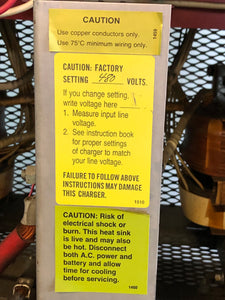 CAUTION
Use copper conductors only.
Use 75°C minimum wiring only.
1459
CAUTION: FACTORY
SETTING 480 VOLTS.
If you change setting,
write voltage here
1. Measure input line
voltage.
2. See instruction book
for proper settings
of charger to match
your line voltage.
FAILURE TO FOLLOW ABOVE
INSTRUCTIONS MAY DAMAGE
THIS CHARGER.
1510
CAUTION: Risk of
electrical shock or
burn. This heat sink
is live and may also
be hot. Disconnect
both A.C. power and
battery and allow
time for cooling
before servicing.
1460